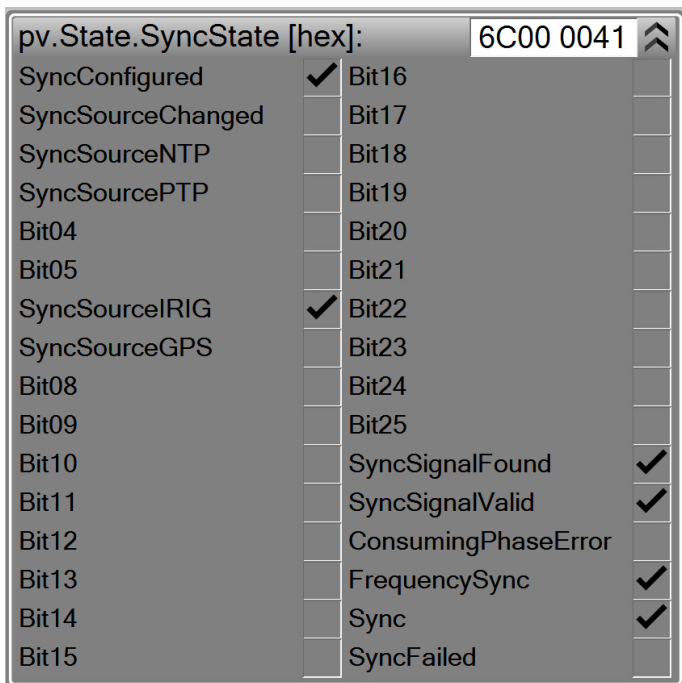 pv.State.SyncState [hex]: 6C00 0041
SyncConfigured Bit16
SyncSourceChanged Bit17
SyncSourceNTP Bit18
SyncSourcePTP Bit19
Bit04 Bit20
Bit05 Bit21
SyncSourceIRIG Bit22
SyncSourceGPS Bit23
Bit08 Bit24
Bit09 Bit25
Bit10 SyncSignalFound
Bit11 SyncSignalValid
Bit12 ConsumingPhaseError
Bit13 FrequencySync
Bit14 Sync
Bit15 SyncFailed